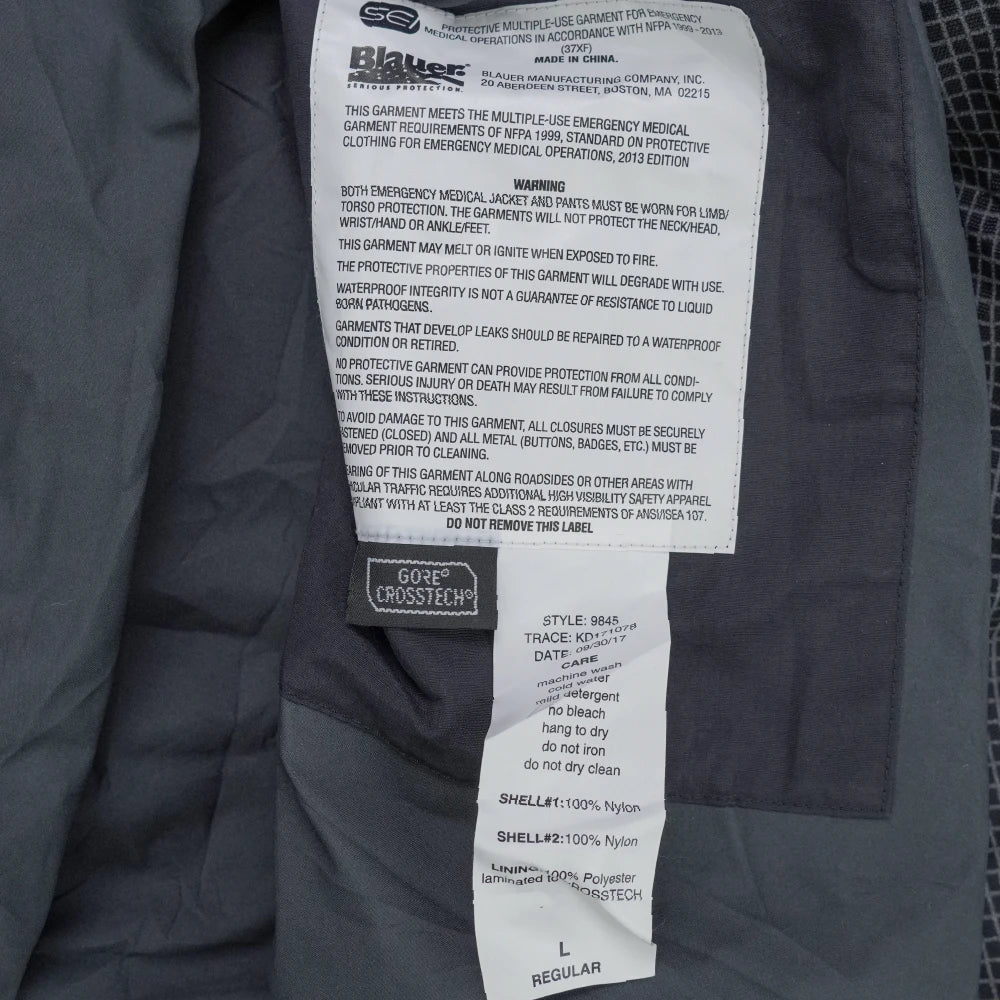 SEI PROTECTIVE MULTIPLE-USE GARMENT FOR EMERGENCY
MEDICAL OPERATIONS IN ACCORDANCE WITH NFPA 1999-2013
(37XF)
MADE IN CHINA.
Blauer®
SERIOUS PROTECTION.
BLAUER MANUFACTURING COMPANY, INC.
20 ABERDEEN STREET, BOSTON, MA 02215
THIS GARMENT MEETS THE MULTIPLE-USE EMERGENCY MEDICAL
GARMENT REQUIREMENTS OF NFPA 1999, STANDARD ON PROTECTIVE
CLOTHING FOR EMERGENCY MEDICAL OPERATIONS, 2013 EDITION
WARNING
BOTH EMERGENCY MEDICAL JACKET AND PANTS MUST BE WORN FOR LIMB/
TORSO PROTECTION. THE GARMENTS WILL NOT PROTECT THE NECK/HEAD,
WRIST/HAND OR ANKLE/FEET.
THIS GARMENT MAY MELT OR IGNITE WHEN EXPOSED TO FIRE.
THE PROTECTIVE PROPERTIES OF THIS GARMENT WILL DEGRADE WITH USE.
WATERPROOF INTEGRITY IS NOT A GUARANTEE OF RESISTANCE TO LIQUID
BORN PATHOGENS.
GARMENTS THAT DEVELOP LEAKS SHOULD BE REPAIRED TO A WATERPROOF
CONDITION OR RETIRED.
NO PROTECTIVE GARMENT CAN PROVIDE PROTECTION FROM ALL CONDI-
TIONS. SERIOUS INJURY OR DEATH MAY RESULT FROM FAILURE TO COMPLY
WITH THESE INSTRUCTIONS.
TO AVOID DAMAGE TO THIS GARMENT, ALL CLOSURES MUST BE SECURELY
ASTENED (CLOSED) AND ALL METAL (BUTTONS, BADGES, ETC.) MUST BE
EMOVED PRIOR TO CLEANING.
EARING OF THIS GARMENT ALONG ROADSIDES OR OTHER AREAS WITH
ICULAR TRAFFIC REQUIRES ADDITIONAL HIGH VISIBILITY SAFETY APPAREL
PLIANT WITH AT LEAST THE CLASS 2 REQUIREMENTS OF ANSI/ISEA 107.
DO NOT REMOVE THIS LABEL
GORE®
CROSSTECH®
STYLE: 9845
TRACE: KD171078
DATE: 09/30/17
CARE
machine wash
cold water
mild detergent
no bleach
hang to dry
do not iron
do not dry clean
SHELL#1:100% Nylon
SHELL#2:100% Nylon
LINING:100% Polyester
laminated to CROSSTECH
L
REGULAR